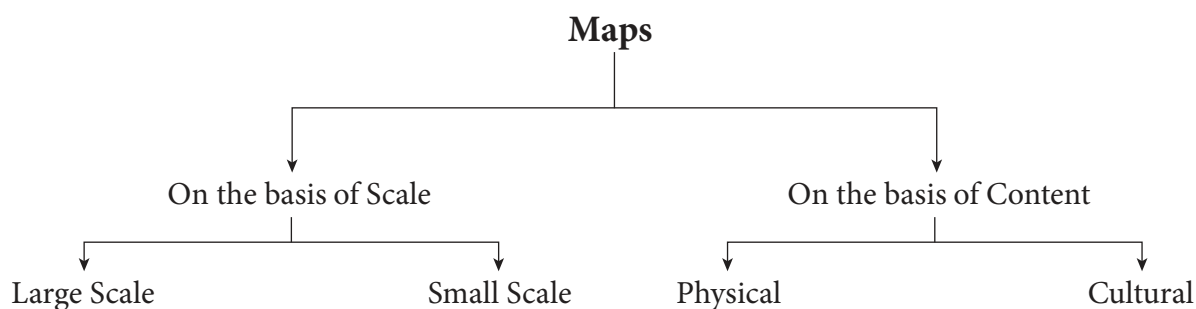 Maps
On the basis of Scale
On the basis of Content
Large Scale
Small Scale
Physical
Cultural